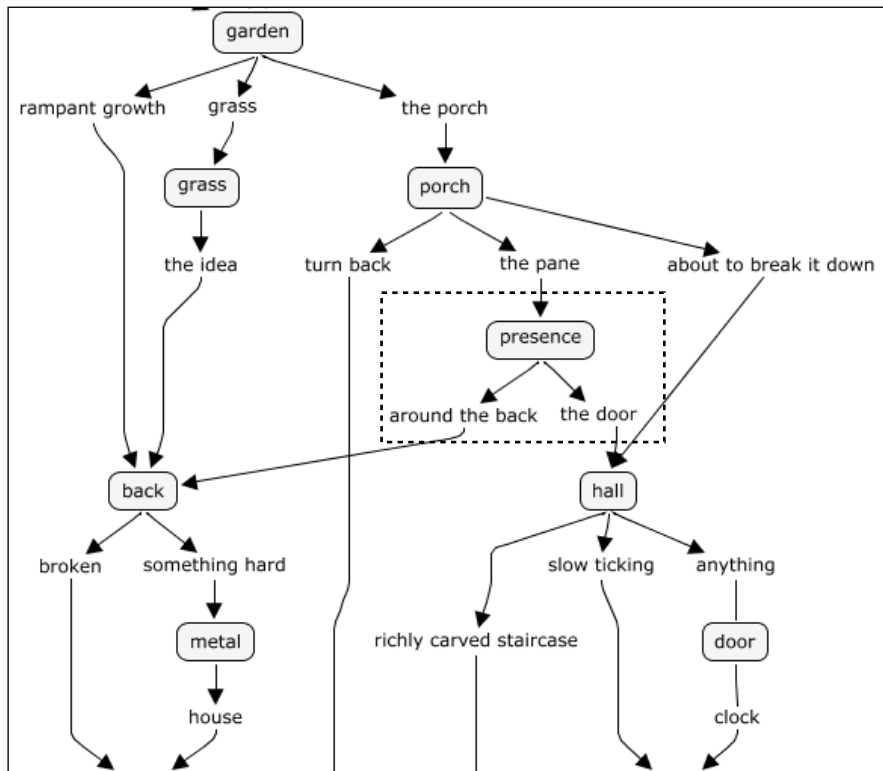 garden
rampant growth
grass
the porch
grass
porch
the idea
turn back
the pane
about to break it down
presence
around the back
the door
back
hall
broken
something hard
slow ticking
anything
richly carved staircase
metal
door
house
clock